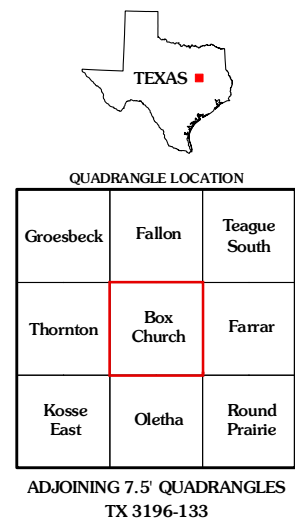 TEXAS
QUADRANGLE LOCATION
Groesbeck
Fallon
Teague
South
Thornton
Box
Church
Farrar
Kosse
East
Oletha
Round
Prairie
ADJOINING 7.5' QUADRANGLES
TX 3196-133